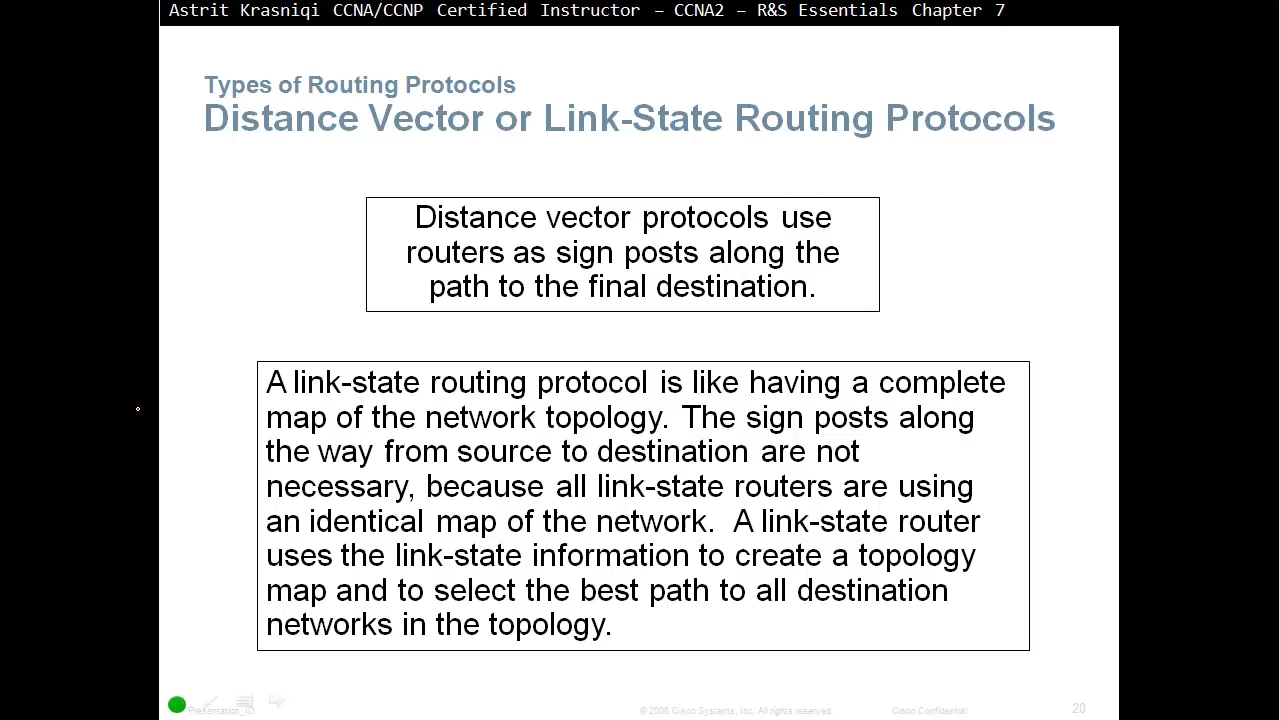 Astrit Krasniqi CCNA/CCNP Certified Instructor – CCNA2 – R&S Essentials Chapter 7
Types of Routing Protocols
Distance Vector or Link-State Routing Protocols
Distance vector protocols use
routers as sign posts along the
path to the final destination.
A link-state routing protocol is like having a complete
map of the network topology. The sign posts along
the way from source to destination are not
necessary, because all link-state routers are using
an identical map of the network. A link-state router
uses the link-state information to create a topology
map and to select the best path to all destination
networks in the topology.
Presentation_ID
© 2008 Cisco Systems, Inc. All rights reserved.
Cisco Confidential
20